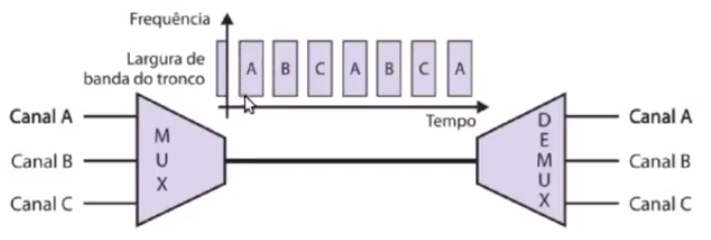 Frequência
Largura de
banda do tronco
A B C A B C A
Tempo
Canal A
Canal B
Canal C
MUX
DEMUX
Canal A
Canal B
Canal C